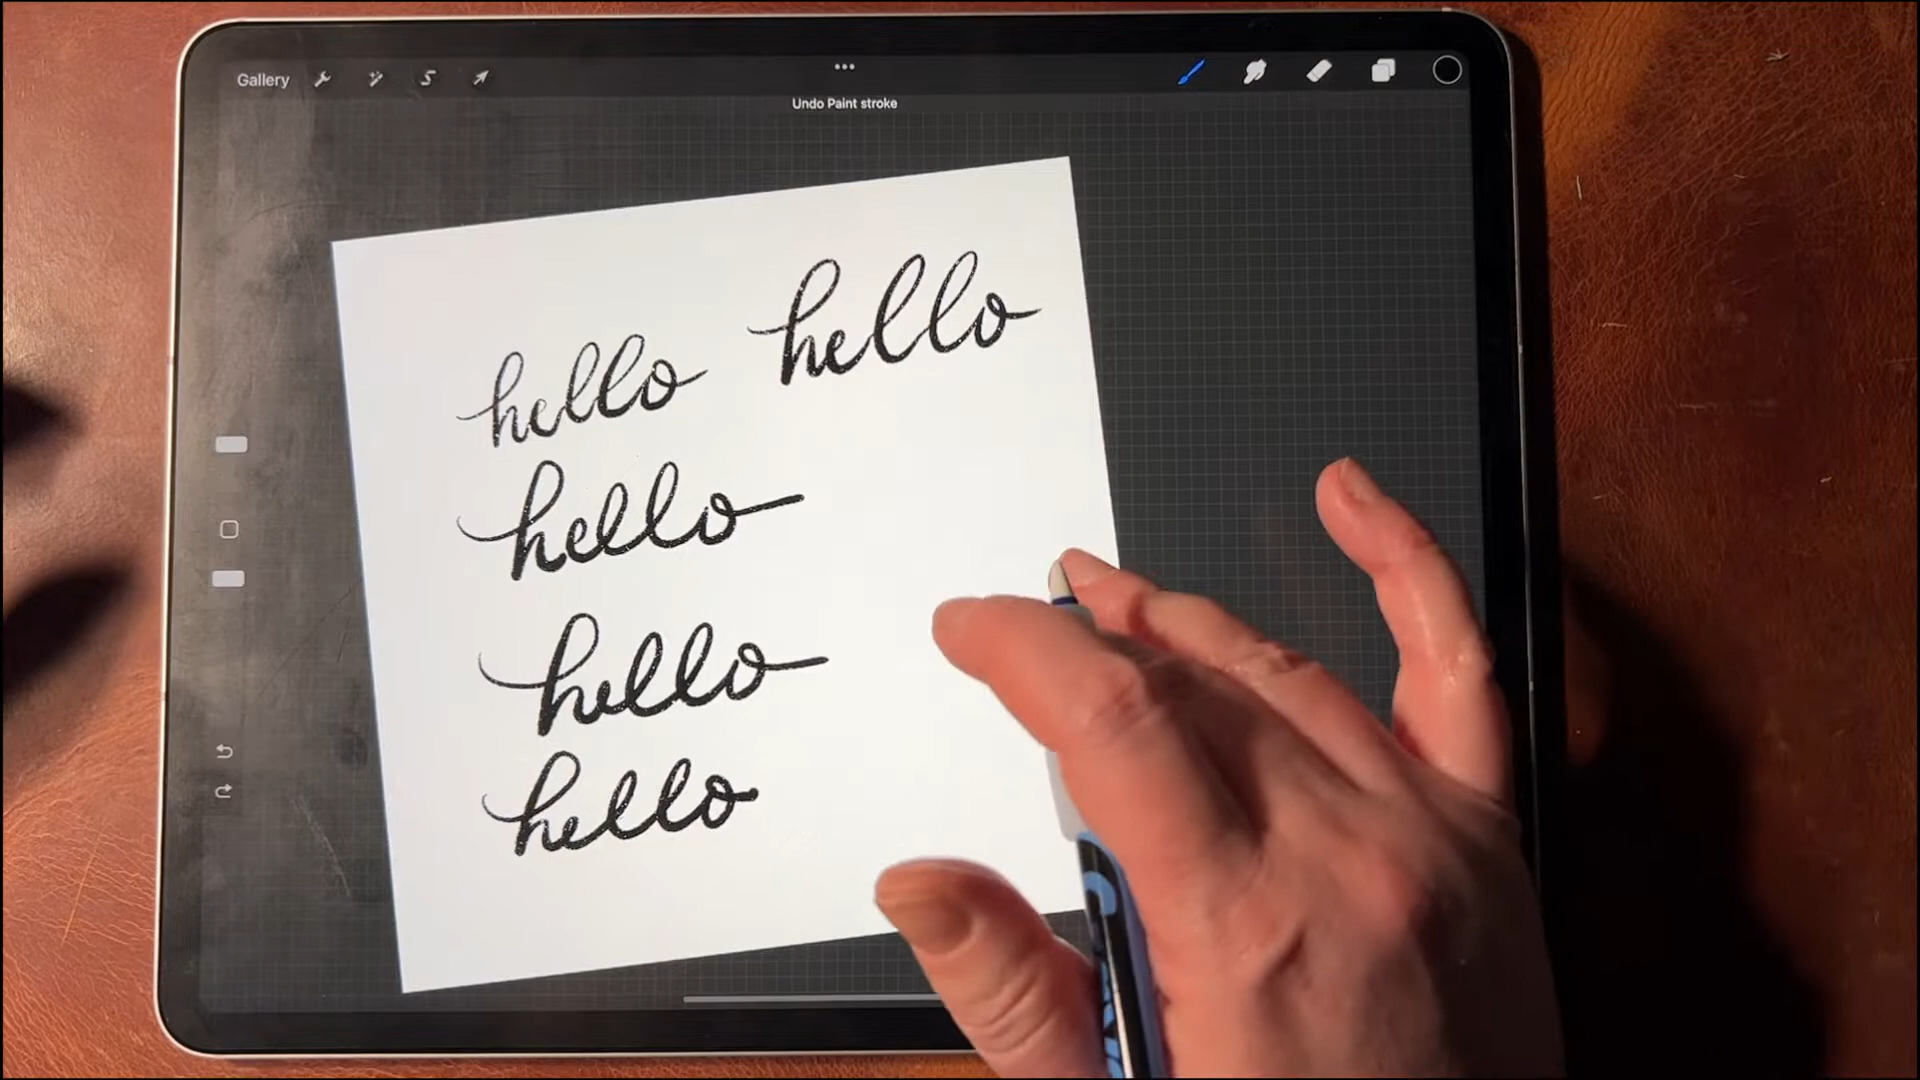 Gallery
Undo Paint stroke
hello hello
hello
hello
hello